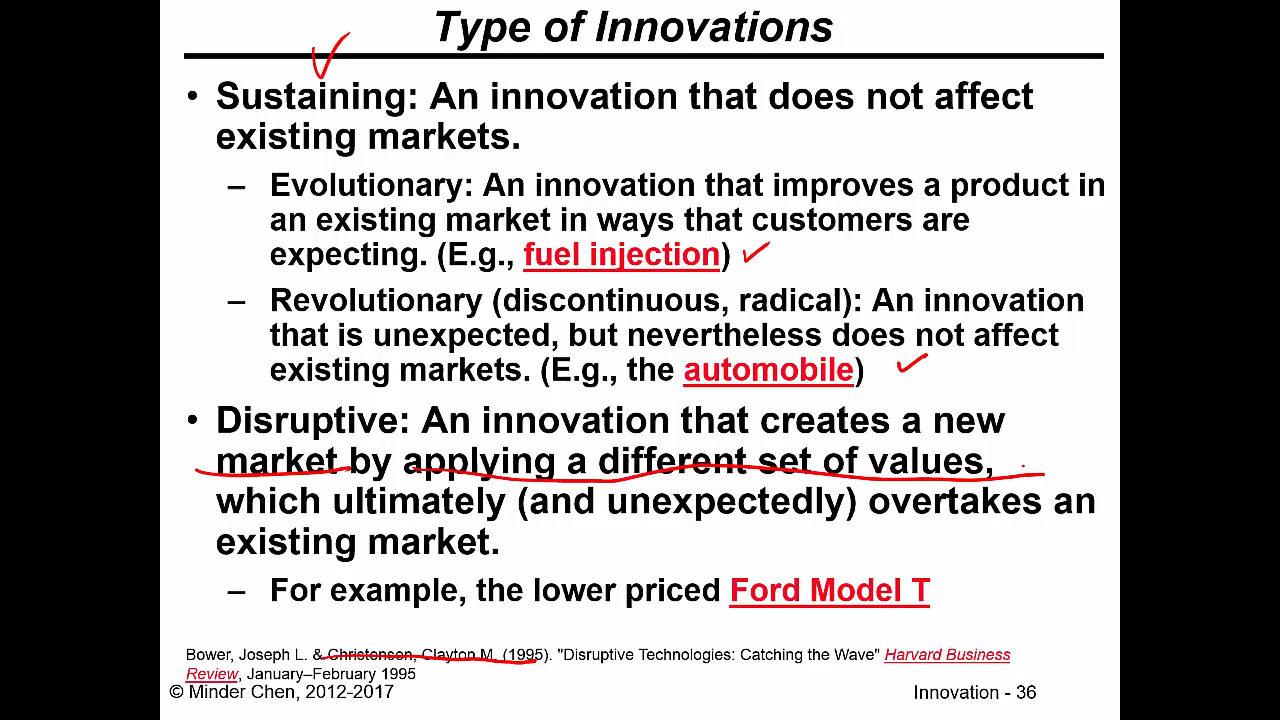 Type of Innovations
• Sustaining: An innovation that does not affect
existing markets.
– Evolutionary: An innovation that improves a product in
an existing market in ways that customers are
expecting. (E.g., fuel injection)
– Revolutionary (discontinuous, radical): An innovation
that is unexpected, but nevertheless does not affect
existing markets. (E.g., the automobile)
• Disruptive: An innovation that creates a new
market by applying a different set of values,
which ultimately (and unexpectedly) overtakes an
existing market.
– For example, the lower priced Ford Model T
Bower, Joseph L. & Christensen, Clayton M. (1995). "Disruptive Technologies: Catching the Wave" Harvard Business
Review, January–February 1995
© Minder Chen, 2012-2017
Innovation - 36